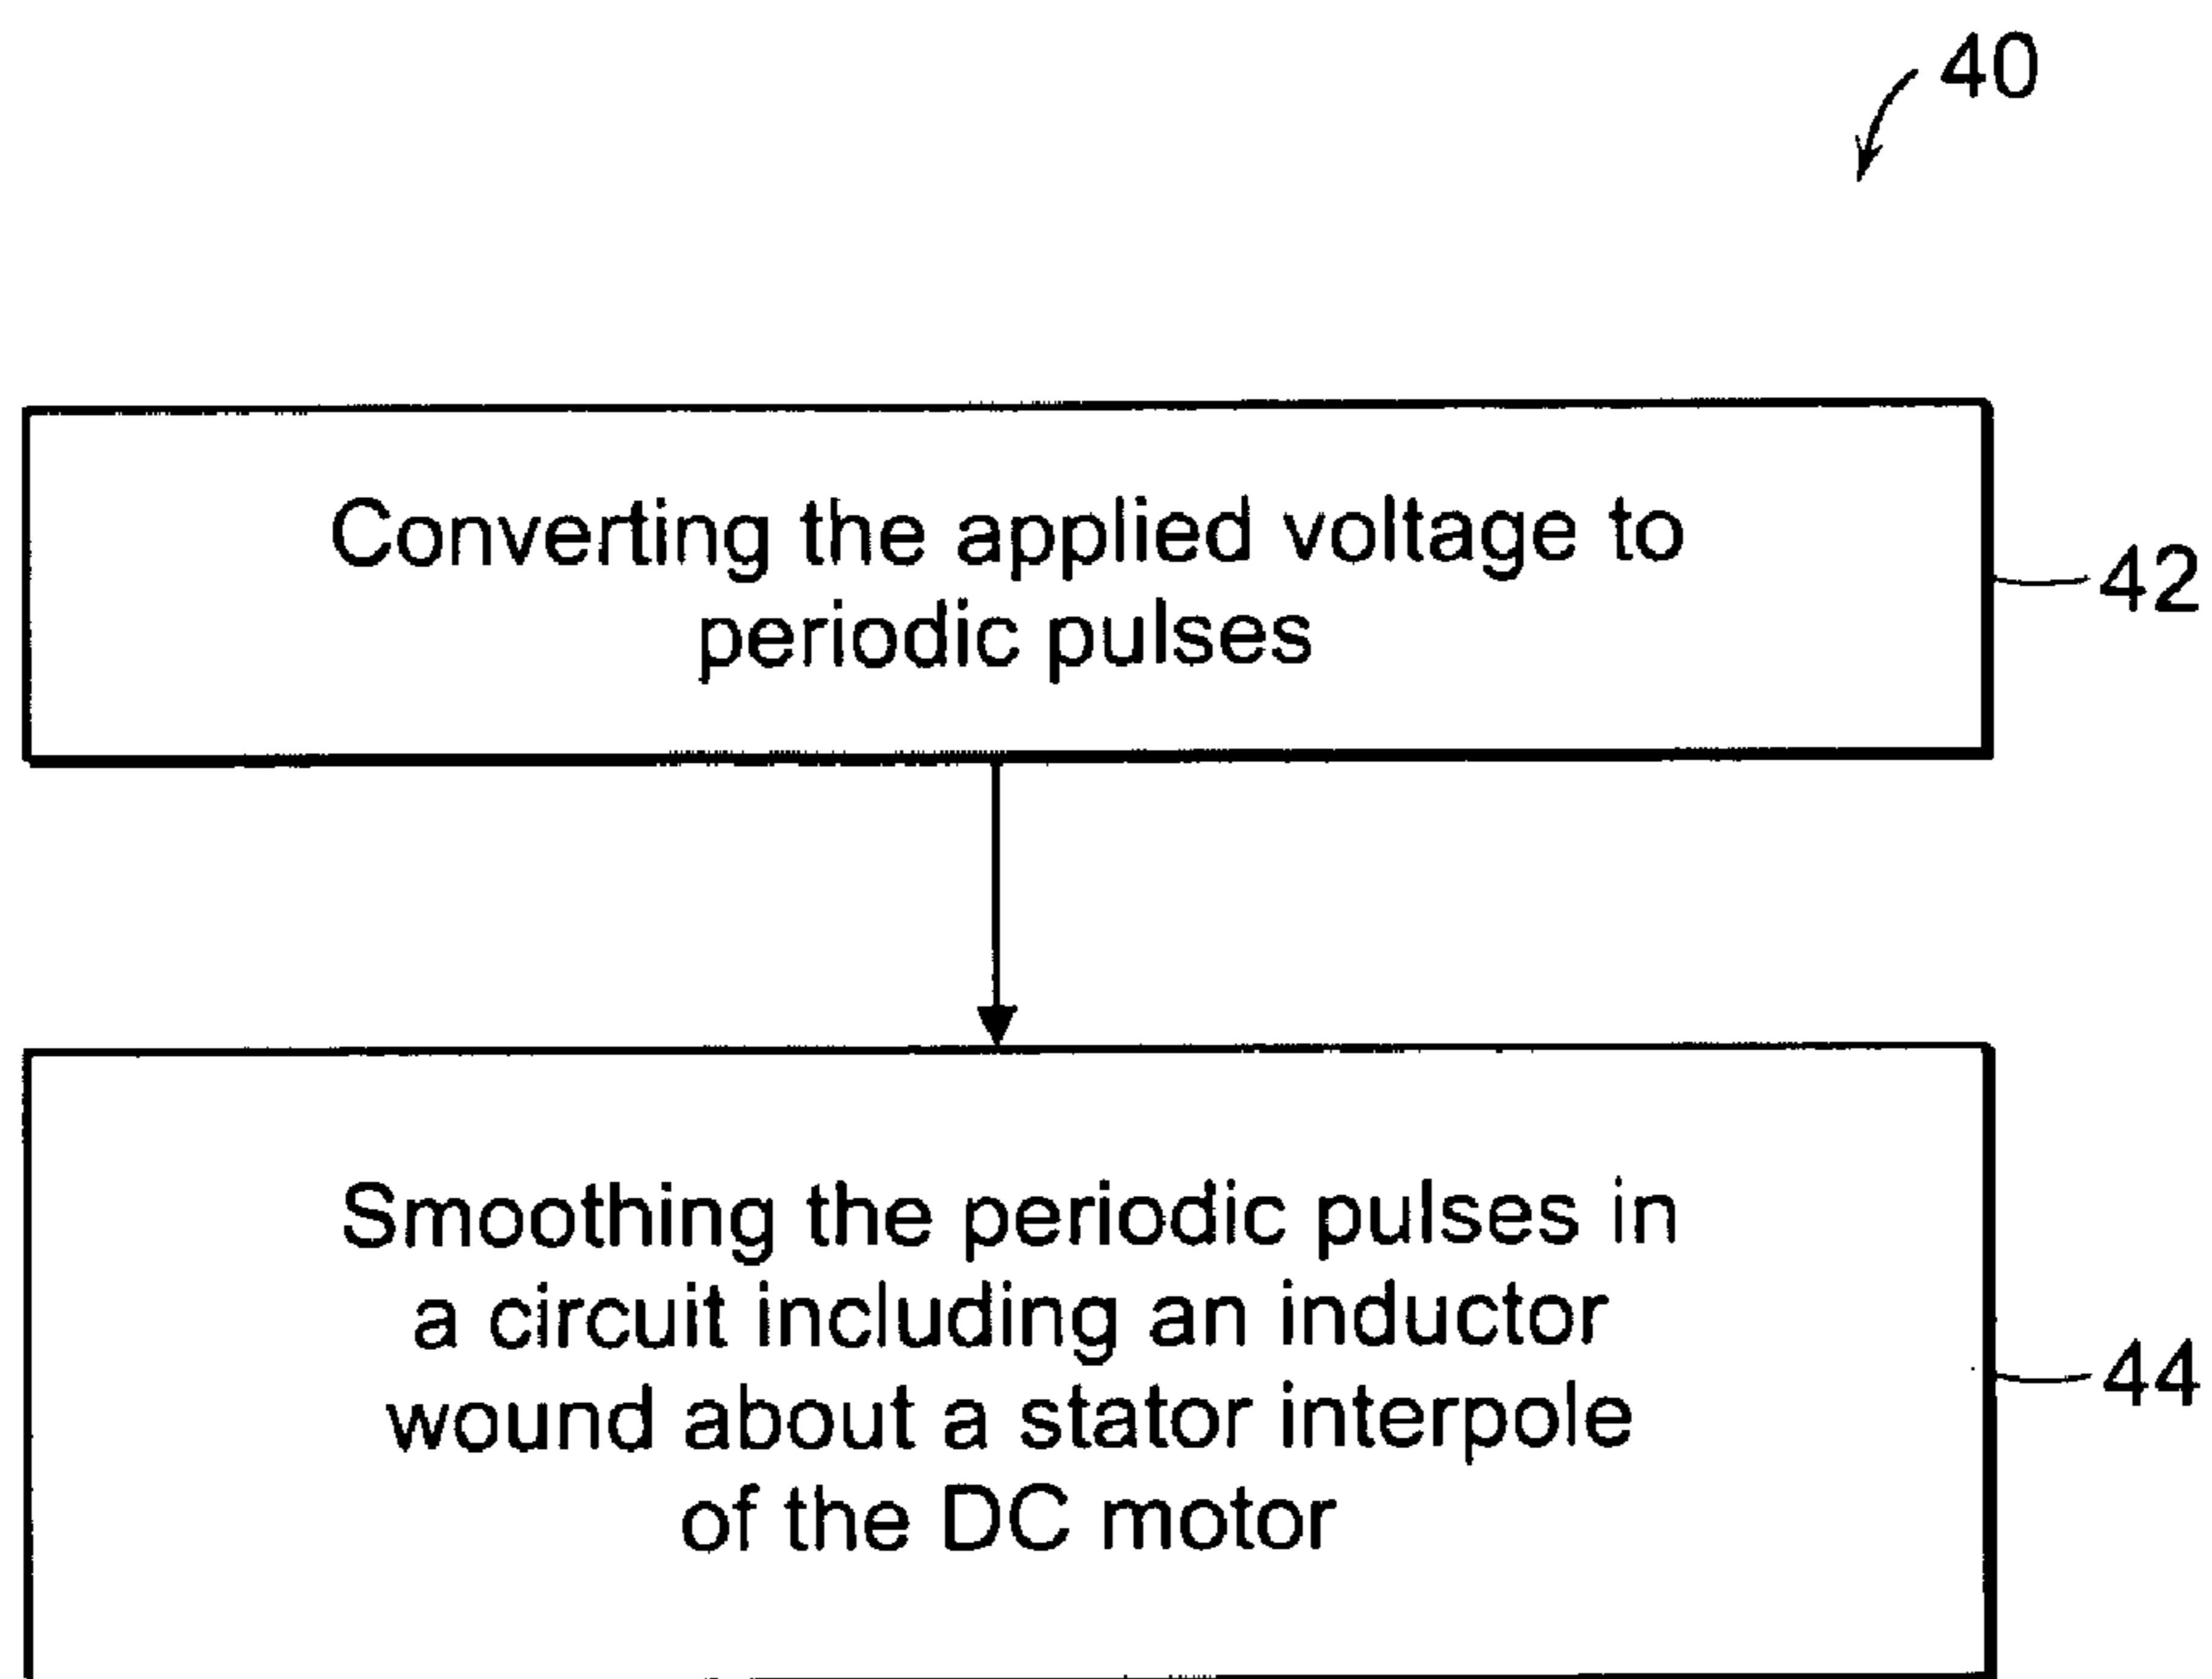 40
Converting the applied voltage to
periodic pulses
42
Smoothing the periodic pulses in
a circuit including an inductor
wound about a stator interpole
of the DC motor
44